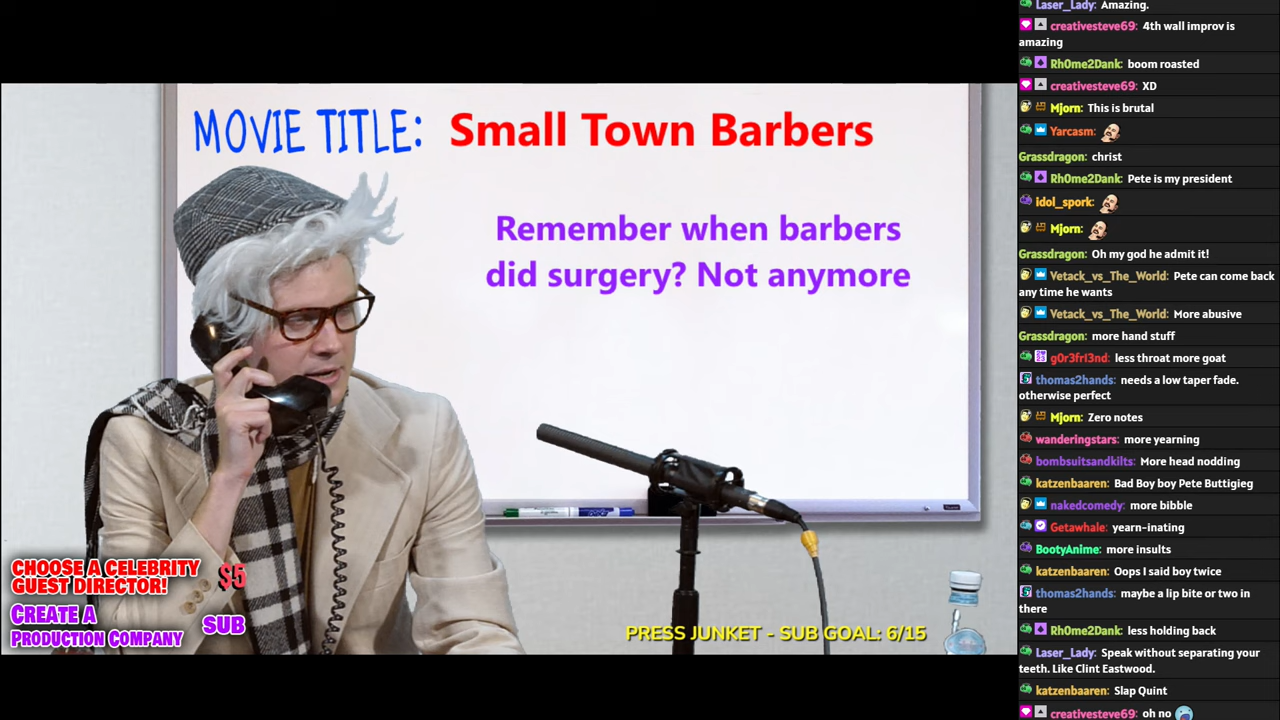 MOVIE TITLE: Small Town Barbers
Remember when barbers
did surgery? Not anymore
CHOOSE A CELEBRITY
GUEST DIRECTOR! $5
CREATE A
PRODUCTION COMPANY SUB
PRESS JUNKET - SUB GOAL: 6/15
Laser_Lady: Amazing.
creativesteve69: 4th wall improv is
amazing
Rh0me2Dank: boom roasted
creativesteve69: XD
Mjorn: This is brutal
Yarcasm:
Grassdragon: christ
Rh0me2Dank: Pete is my president
idol_spork:
Mjorn:
Grassdragon: Oh my god he admit it!
Vetack_vs_The_World: Pete can come back
any time he wants
Vetack_vs_The_World: More abusive
Grassdragon: more hand stuff
g0r3frI3nd: less throat more goat
thomas2hands: needs a low taper fade.
otherwise perfect
Mjorn: Zero notes
wanderingstars: more yearning
bombsuitsandkilts: More head nodding
katzenbaaren: Bad Boy boy Pete Buttigieg
nakedcomedy: more bibble
Getawhale: yearn-inating
BootyAnime: more insults
katzenbaaren: Oops I said boy twice
thomas2hands: maybe a lip bite or two in
there
Rh0me2Dank: less holding back
Laser_Lady: Speak without separating your
teeth. Like Clint Eastwood.
katzenbaaren: Slap Quint
creativesteve69: oh no